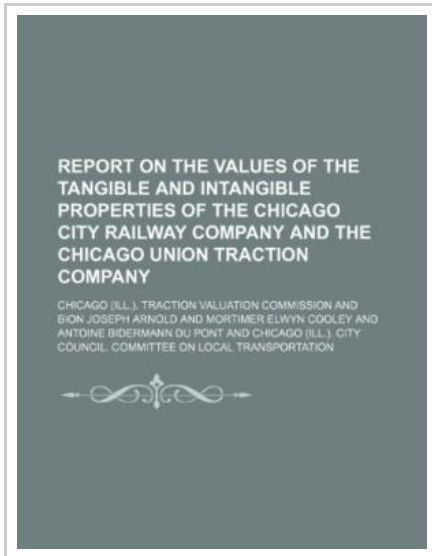 REPORT ON THE VALUES OF THE
TANGIBLE AND INTANGIBLE
PROPERTIES OF THE CHICAGO
CITY RAILWAY COMPANY AND THE
CHICAGO UNION TRACTION
COMPANY
CHICAGO (ILL.). TRACTION VALUATION COMMISSION AND
BION JOSEPH ARNOLD AND MORTIMER ELWYN COOLEY AND
ANTOINE BIDERMANN DU PONT AND CHICAGO (ILL.). CITY
COUNCIL. COMMITTEE ON LOCAL TRANSPORTATION